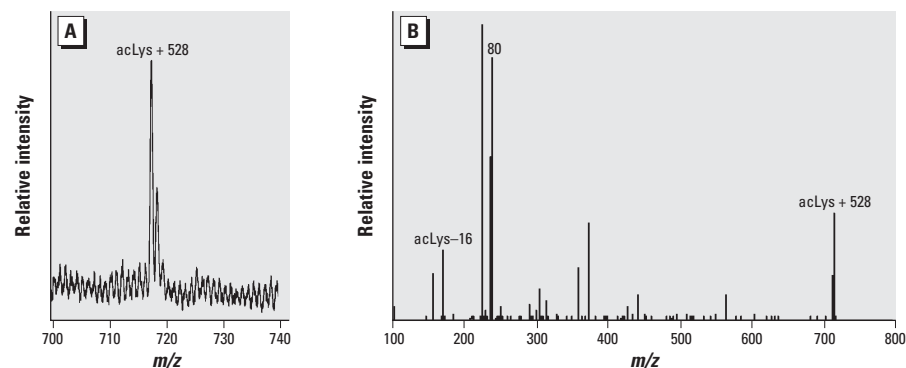 A
acLys + 528
Relative intensity
700 710 720 730 740
m/z
B
80
acLys–16
acLys + 528
Relative intensity
100 200 300 400 500 600 700 800
m/z